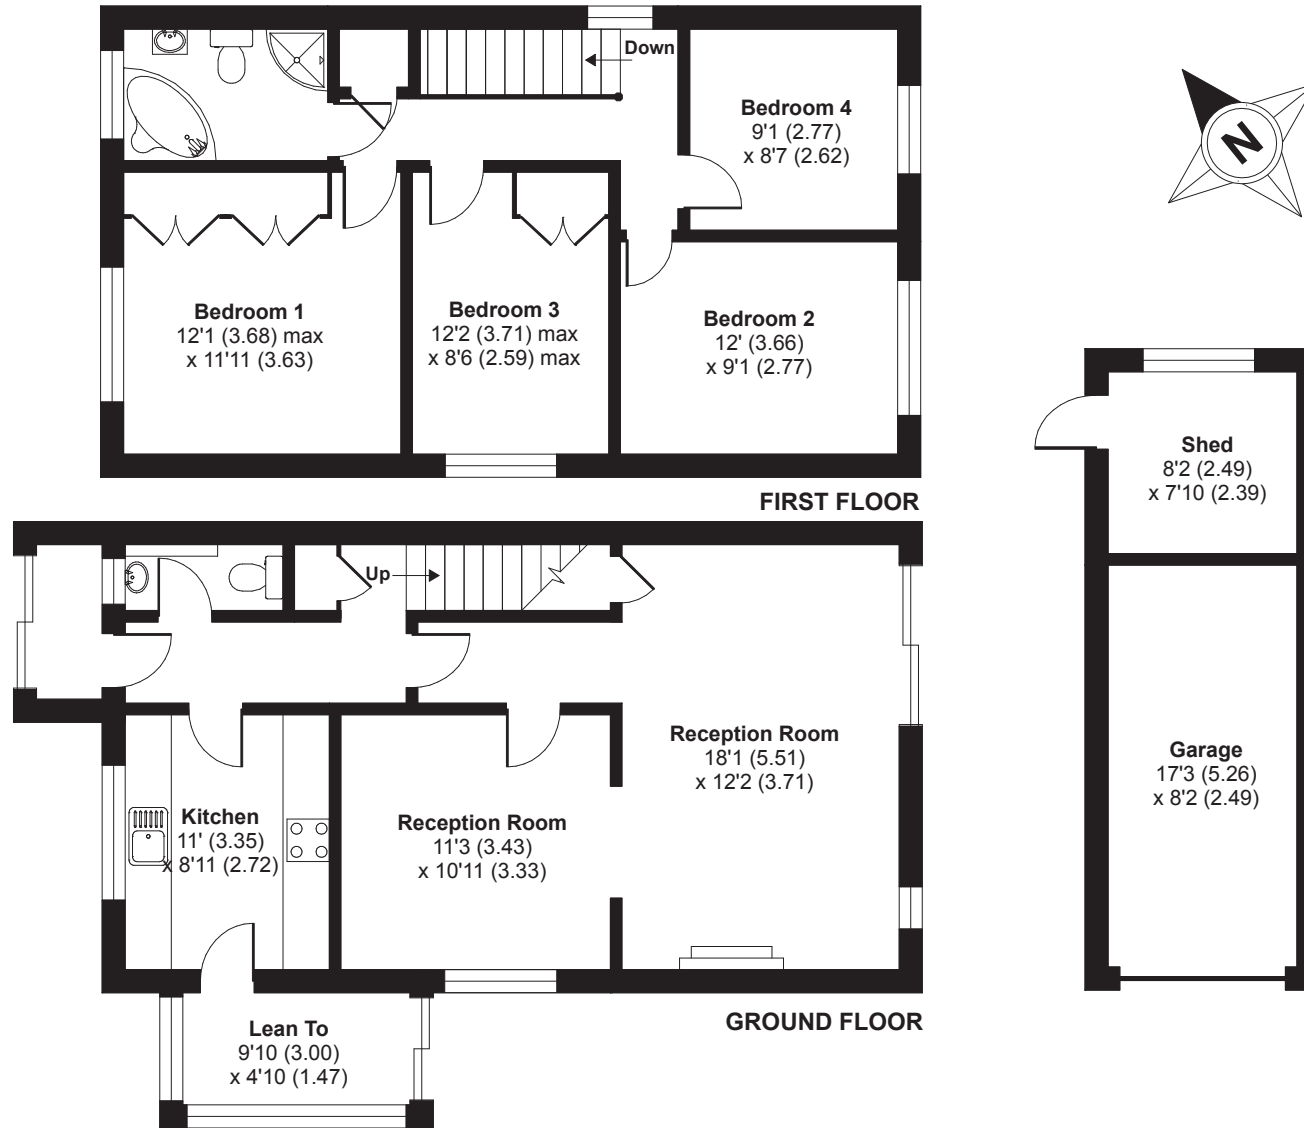 Down
Bedroom 4
9'1 (2.77)
x 8'7 (2.62)
N
Bedroom 1
12'1 (3.68) max
x 11'11 (3.63)
Bedroom 3
12'2 (3.71) max
x 8'6 (2.59) max
Bedroom 2
12' (3.66)
x 9'1 (2.77)
FIRST FLOOR
Shed
8'2 (2.49)
x 7'10 (2.39)
Up
Reception Room
18'1 (5.51)
x 12'2 (3.71)
Kitchen
11' (3.35)
x 8'11 (2.72)
Reception Room
11'3 (3.43)
x 10'11 (3.33)
Garage
17'3 (5.26)
x 8'2 (2.49)
GROUND FLOOR
Lean To
9'10 (3.00)
x 4'10 (1.47)